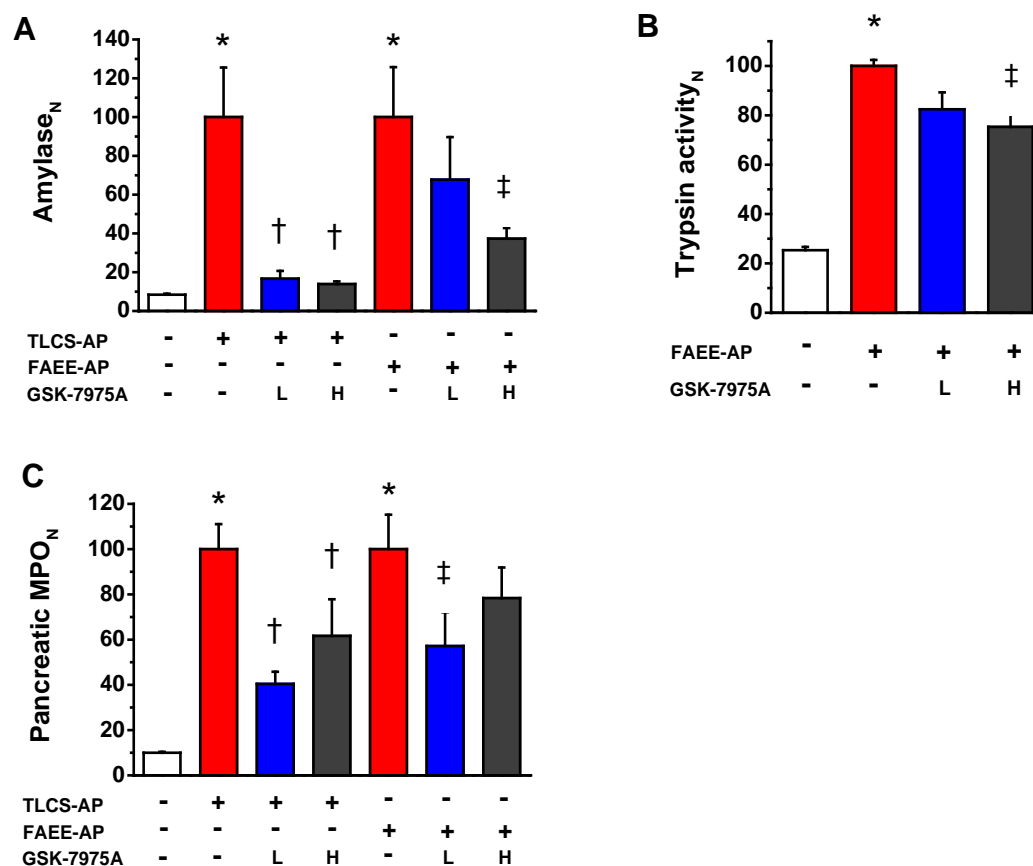 A
*
*
140
120
100
80
60
40
20
0
Amylase_N
†
†
‡
TLCS-AP - + + + - - -
FAEE-AP - - - - + + +
GSK-7975A - - L H - L H
B
*
‡
100
80
60
40
20
0
Trypsin activity_N
FAEE-AP - + + +
GSK-7975A - - L H
C
*
*
120
100
80
60
40
20
0
Pancreatic MPO_N
†
†
‡
TLCS-AP - + + + - - -
FAEE-AP - - - - + + +
GSK-7975A - - L H - L H